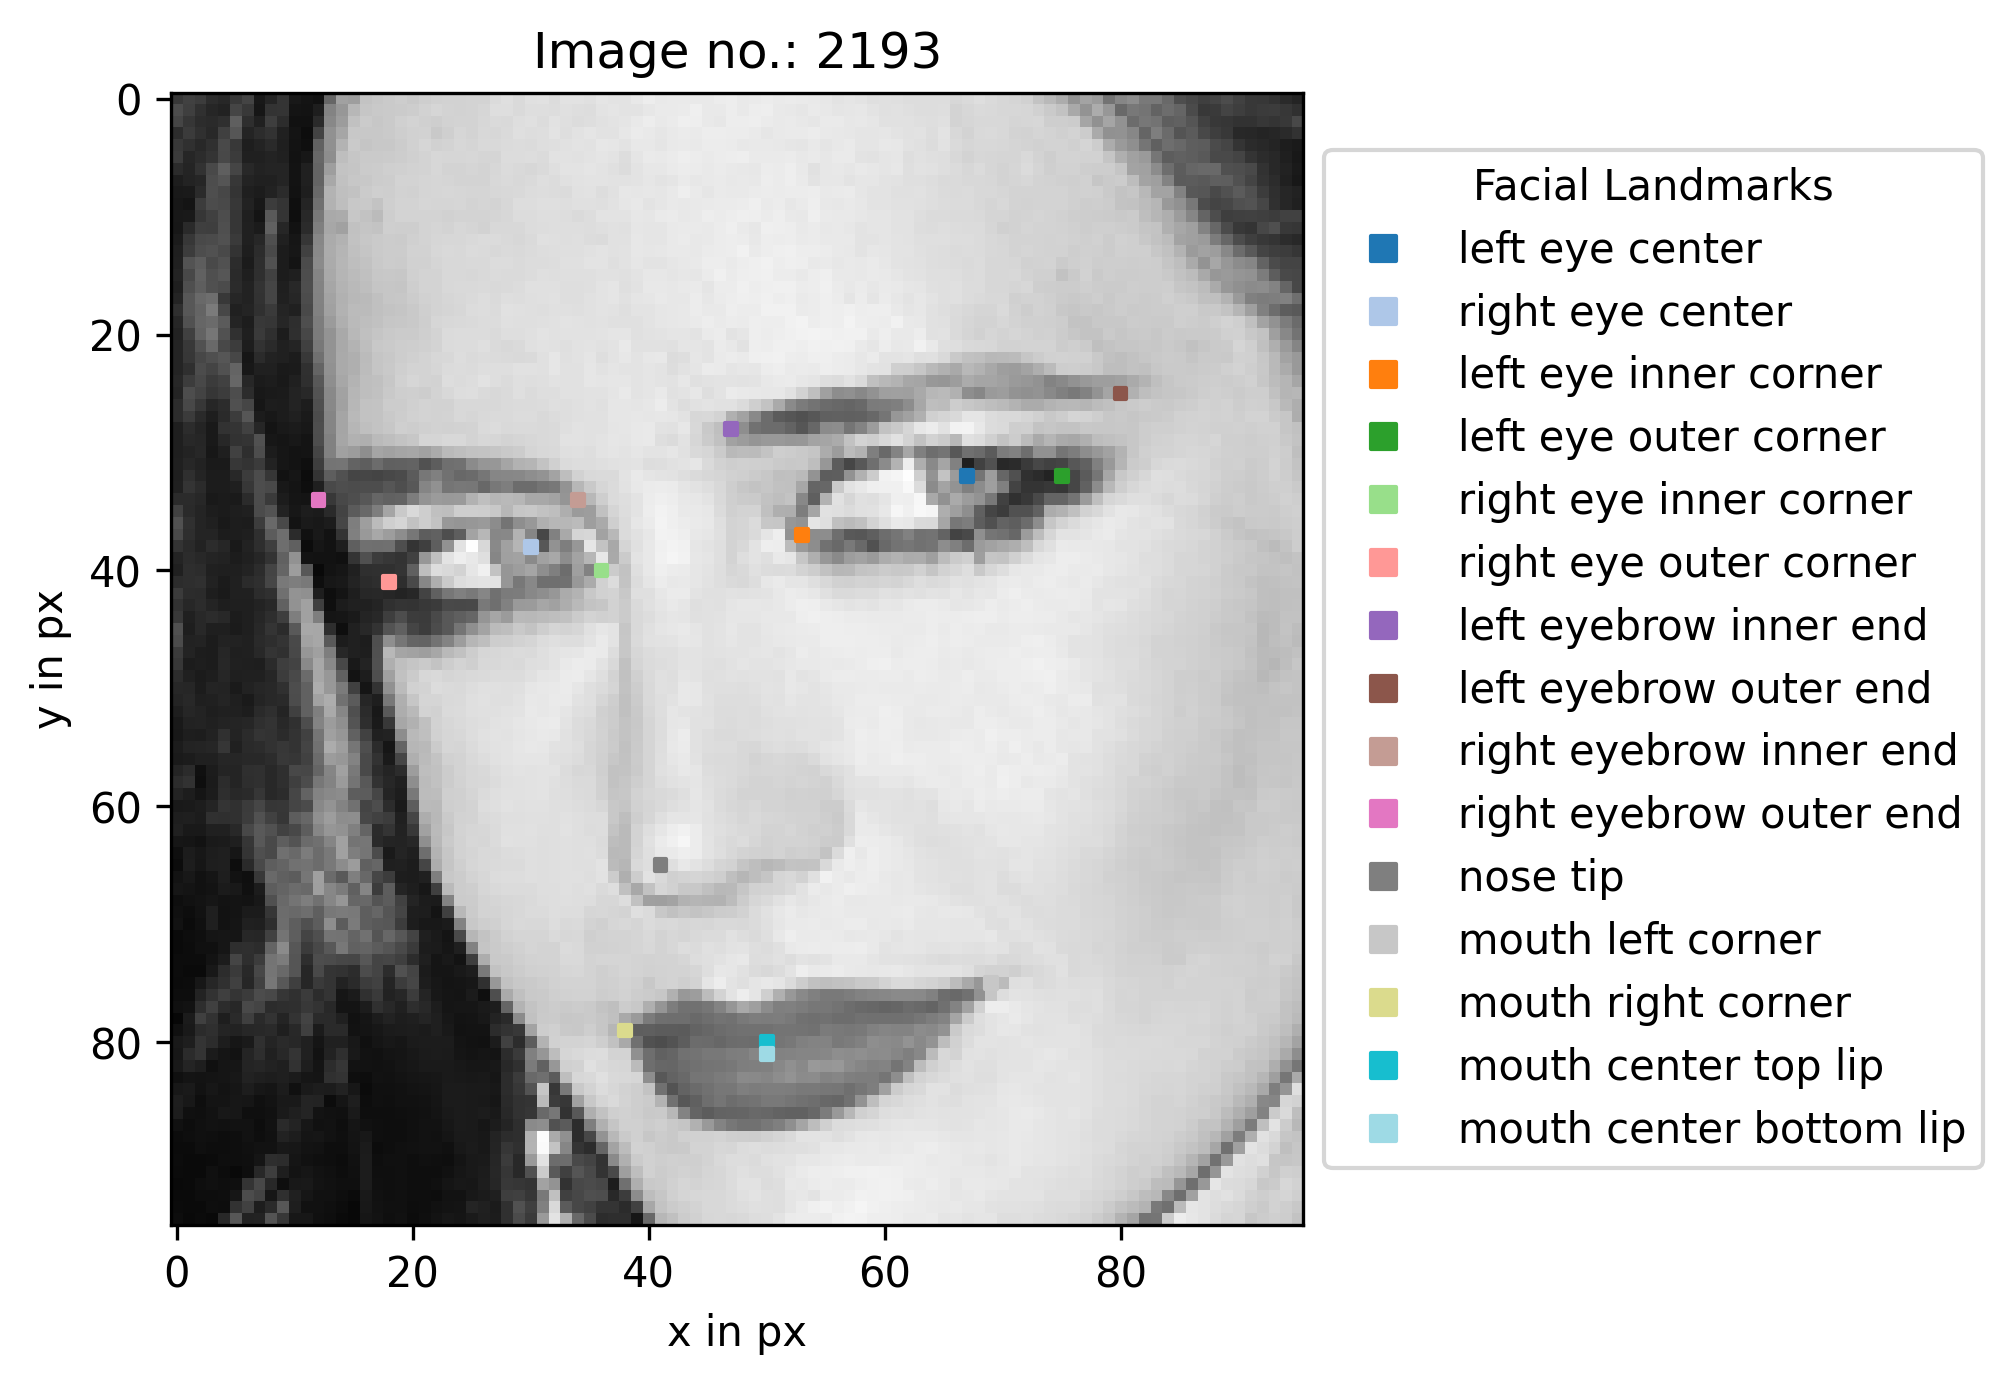 Image no.: 2193
0
20
40
60
80
y in px
0 20 40 60 80
x in px
Facial Landmarks
left eye center
right eye center
left eye inner corner
left eye outer corner
right eye inner corner
right eye outer corner
left eyebrow inner end
left eyebrow outer end
right eyebrow inner end
right eyebrow outer end
nose tip
mouth left corner
mouth right corner
mouth center top lip
mouth center bottom lip